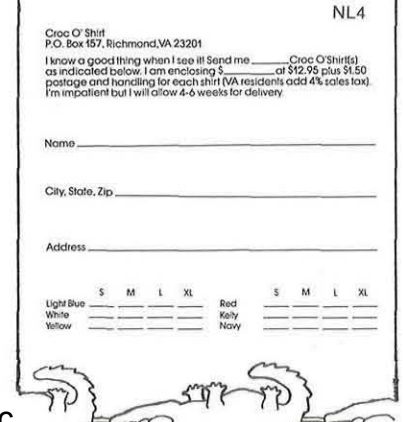 NL4
Croc O' Shirt
P.O. Box 157, Richmond, VA 23201
I know a good thing when I see it! Send me ______ Croc O'Shirt(s)
as indicated below. I am enclosing $______ at $12.95 plus $1.50
postage and handling for each shirt (VA residents add 4% sales tax).
I'm impatient but I will allow 4-6 weeks for delivery.
Name
City, State, Zip
Address
S M L XL S M L XL
Light Blue Red
White Kelly
Yellow Navy
C